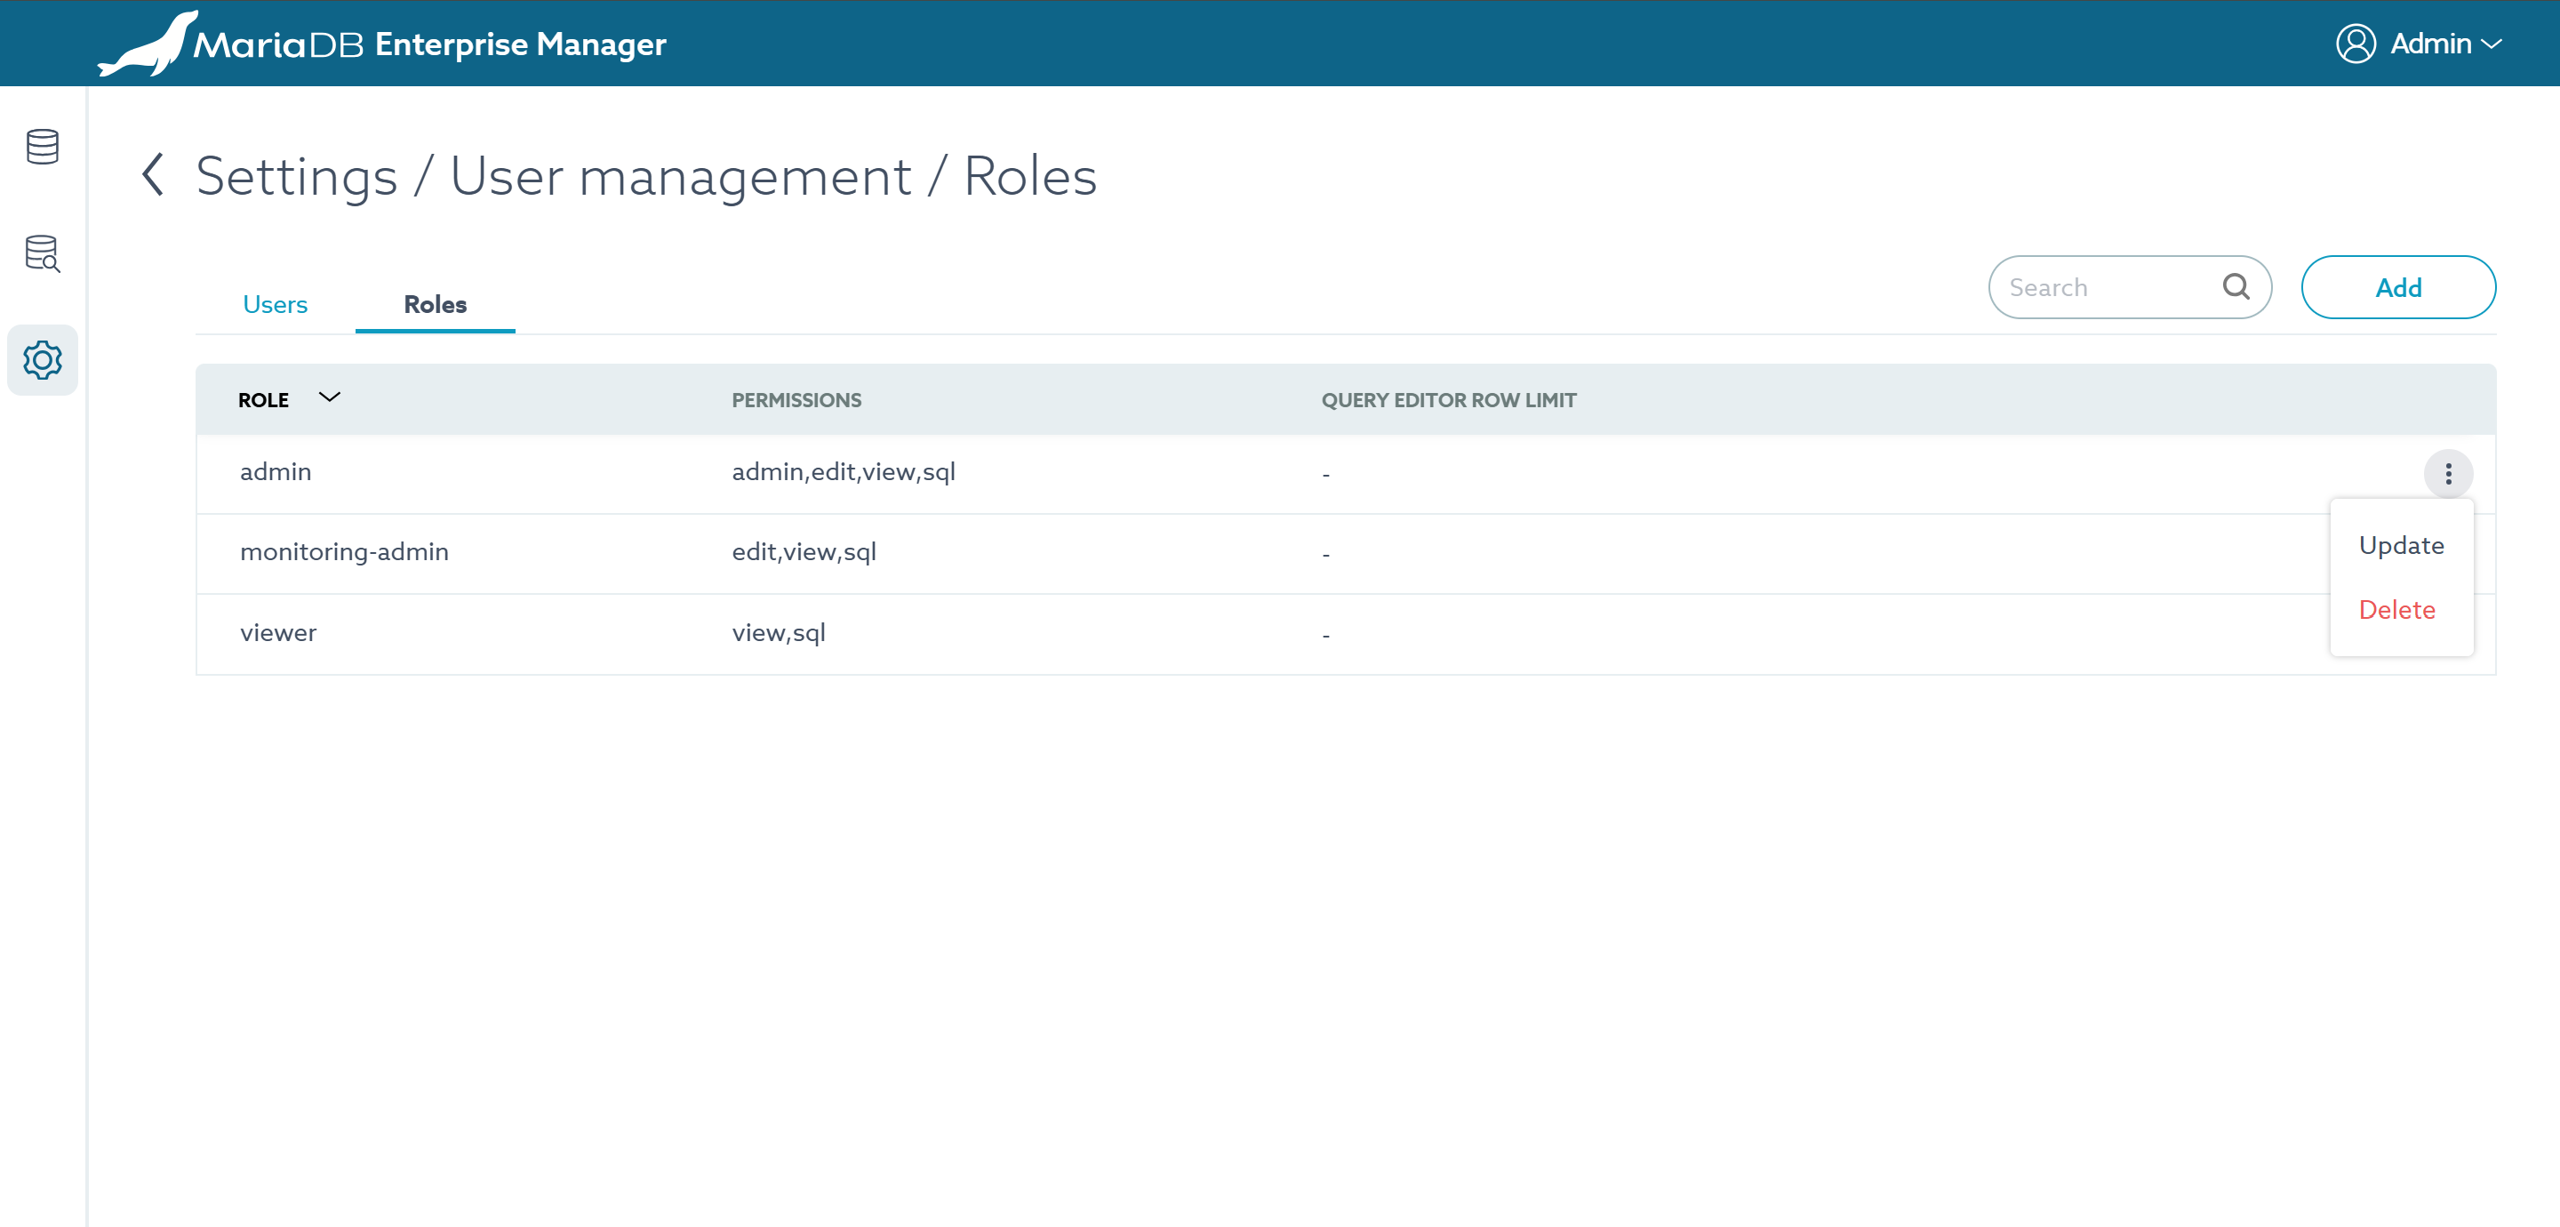 MariaDB Enterprise Manager
Admin
Settings / User management / Roles
Users
Roles
Search
Add
ROLE
PERMISSIONS
QUERY EDITOR ROW LIMIT
admin
admin,edit,view,sql
-
monitoring-admin
edit,view,sql
-
Update
viewer
view,sql
-
Delete